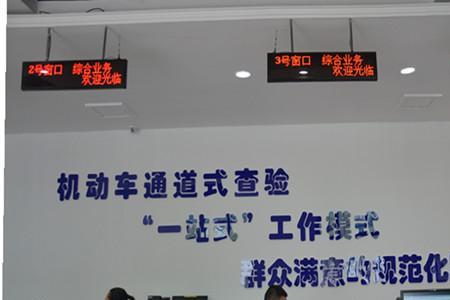 2号窗口 综合业务
欢迎光临
3号窗口 综合业务
欢迎光临
机动车通道式查验
“一站式”工作模式
群众满意的规范化